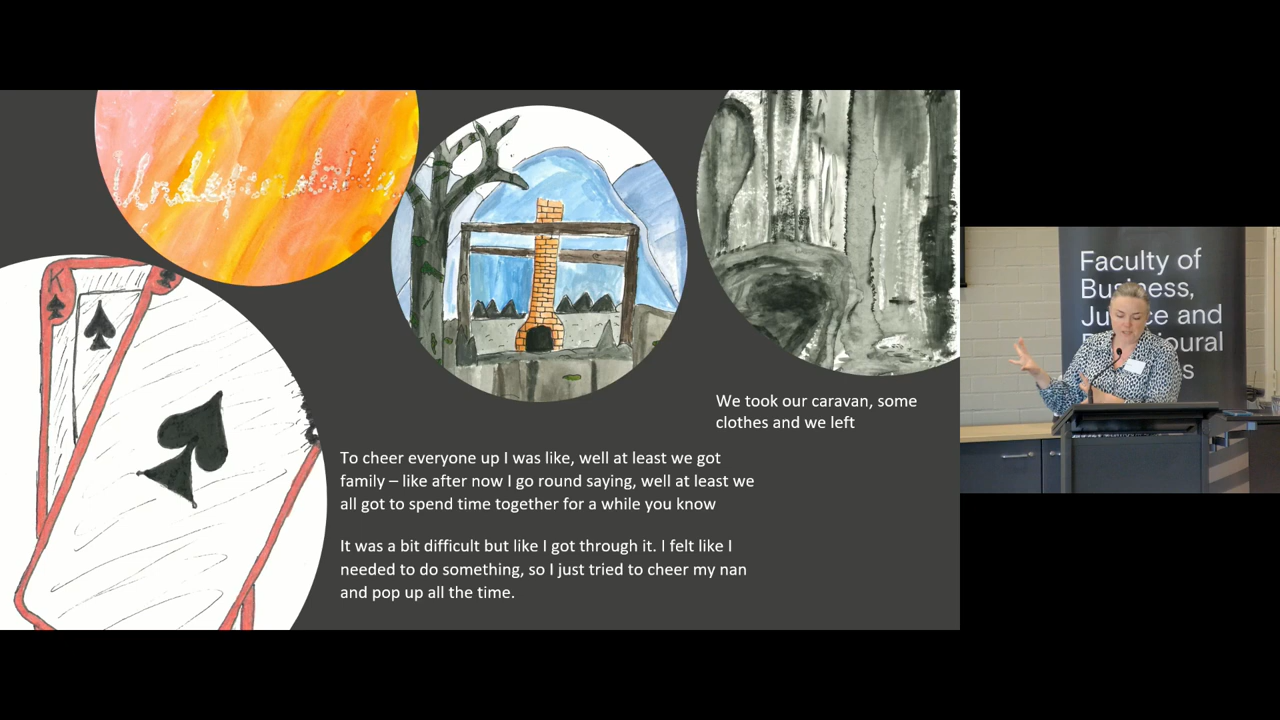 K
We took our caravan, some
clothes and we left
To cheer everyone up I was like, well at least we got
family – like after now I go round saying, well at least we
all got to spend time together for a while you know
It was a bit difficult but like I got through it. I felt like I
needed to do something, so I just tried to cheer my nan
and pop up all the time.
Faculty of
Business,
and